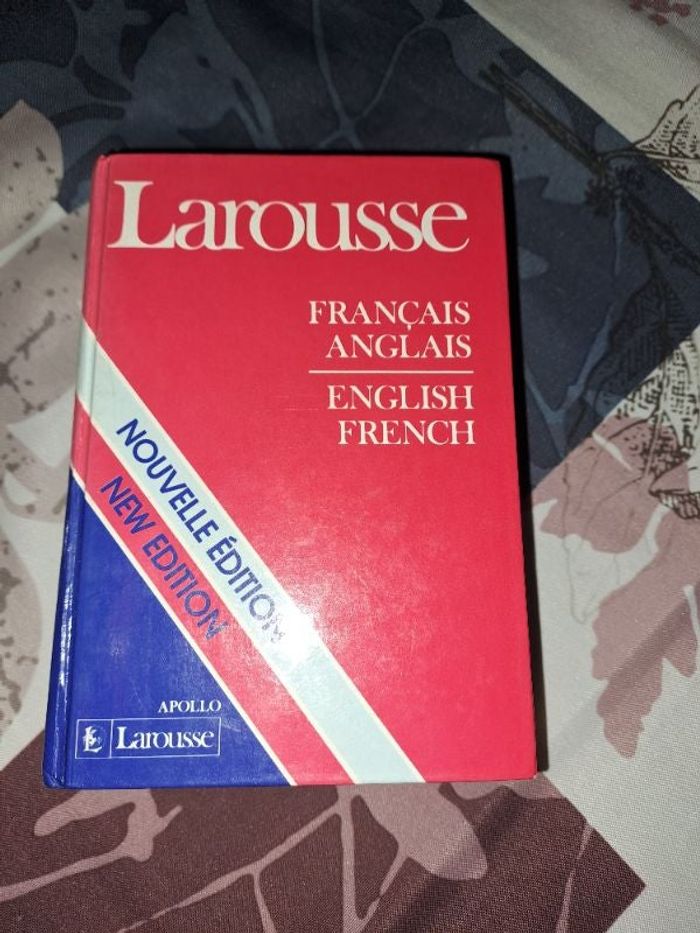 Larousse
FRANÇAIS
ANGLAIS
ENGLISH
FRENCH
NOUVELLE ÉDITION
NEW EDITION
APOLLO
Larousse